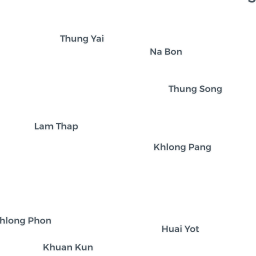 Thung Yai
Na Bon
Thung Song
Lam Thap
Khlong Pang
hlong Phon
Huai Yot
Khuan Kun